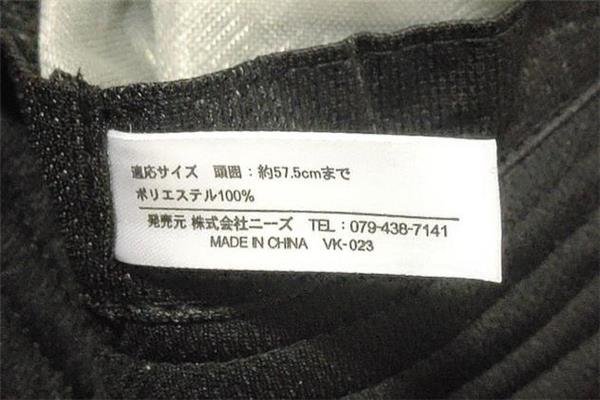 適応サイズ 頭囲：約57.5cmまで
ポリエステル100%
発売元 株式会社ニーズ TEL：079-438-7141
MADE IN CHINA VK-023